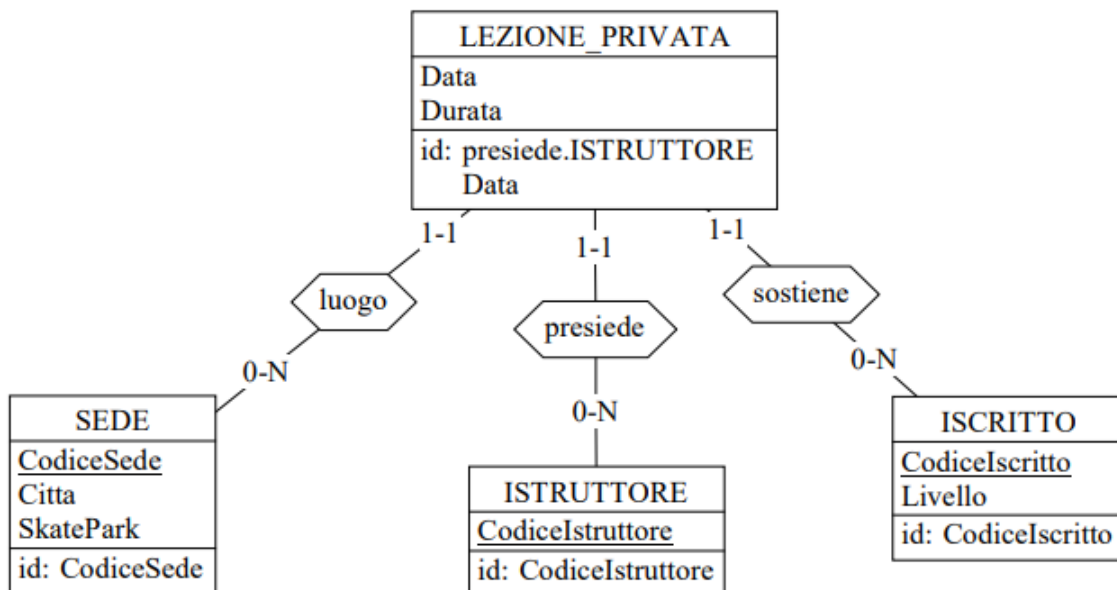 LEZIONE_PRIVATA
Data
Durata
id: presiede.ISTRUTTORE
Data
1-1
1-1
1-1
luogo
presiede
sostiene
0-N
0-N
0-N
SEDE
CodiceSede
Citta
SkatePark
id: CodiceSede
ISTRUTTORE
CodiceIstruttore
id: CodiceIstruttore
ISCRITTO
CodiceIscritto
Livello
id: CodiceIscritto